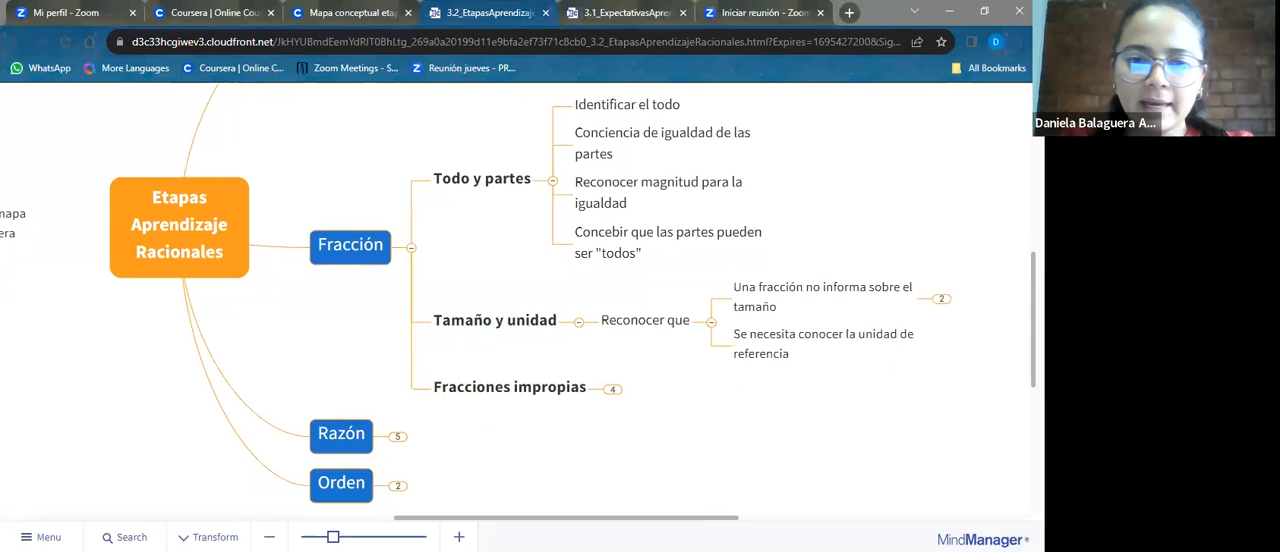 Mi perfil - Zoom
Coursera | Online Cou
Mapa conceptual eta
3.2_EtapasAprendizaj
3.1_ExpectativasApre
Iniciar reunión - Zoom
d3c33hcgiwev3.cloudfront.net/JkHYUBmdEemYdRIT0BhLtg_269a0a20199d11e9bfa2ef73f71c8cb0_3.2_EtapasAprendizajeRacionales.html?Expires=1695427200&Sig...
D
WhatsApp
More Languages
Coursera | Online C...
Zoom Meetings - S...
Reunión jueves - PR...
All Bookmarks
Daniela Balaguera A...
Identificar el todo
Conciencia de igualdad de las
partes
Todo y partes
Reconocer magnitud para la
igualdad
Concebir que las partes pueden
ser "todos"
mapa
era
Etapas
Aprendizaje
Racionales
Fracción
Una fracción no informa sobre el
tamaño
2
Tamaño y unidad
Reconocer que
Se necesita conocer la unidad de
referencia
Fracciones impropias
4
Razón
5
Orden
2
Menu
Search
Transform
MindManager®